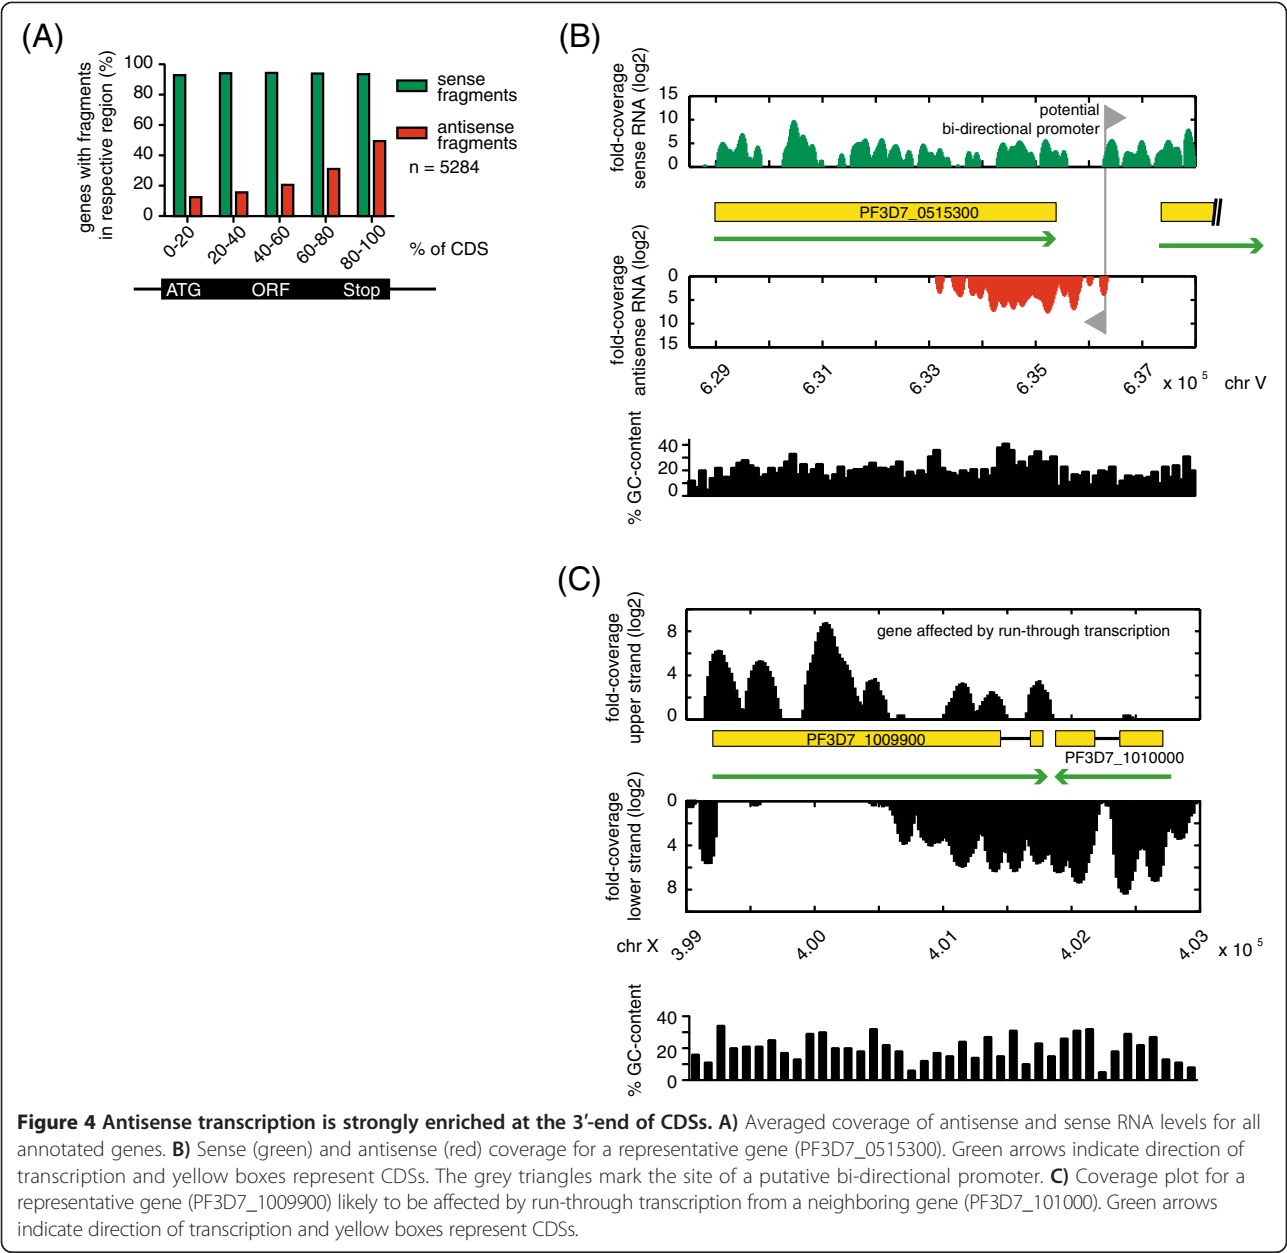 (A)
genes with fragments
in respective region (%)
100
80
60
40
20
0
0-20
20-40
40-60
60-80
80-100
% of CDS
sense
fragments
antisense
fragments
n = 5284
ATG ORF Stop
(B)
fold-coverage
sense RNA (log2)
15
10
5
0
potential
bi-directional promoter
PF3D7_0515300
fold-coverage
antisense RNA (log2)
0
5
10
15
6.29
6.31
6.33
6.35
6.37
x 10 5 chr V
% GC-content
40
20
0
(C)
fold-coverage
upper strand (log2)
8
4
0
gene affected by run-through transcription
PF3D7_1009900
PF3D7_1010000
fold-coverage
lower strand (log2)
0
4
8
chr X
3.99
4.00
4.01
4.02
4.03
x 10 5
% GC-content
40
20
0
Figure 4 Antisense transcription is strongly enriched at the 3′-end of CDSs. A) Averaged coverage of antisense and sense RNA levels for all
annotated genes. B) Sense (green) and antisense (red) coverage for a representative gene (PF3D7_0515300). Green arrows indicate direction of
transcription and yellow boxes represent CDSs. The grey triangles mark the site of a putative bi-directional promoter. C) Coverage plot for a
representative gene (PF3D7_1009900) likely to be affected by run-through transcription from a neighboring gene (PF3D7_101000). Green arrows
indicate direction of transcription and yellow boxes represent CDSs.